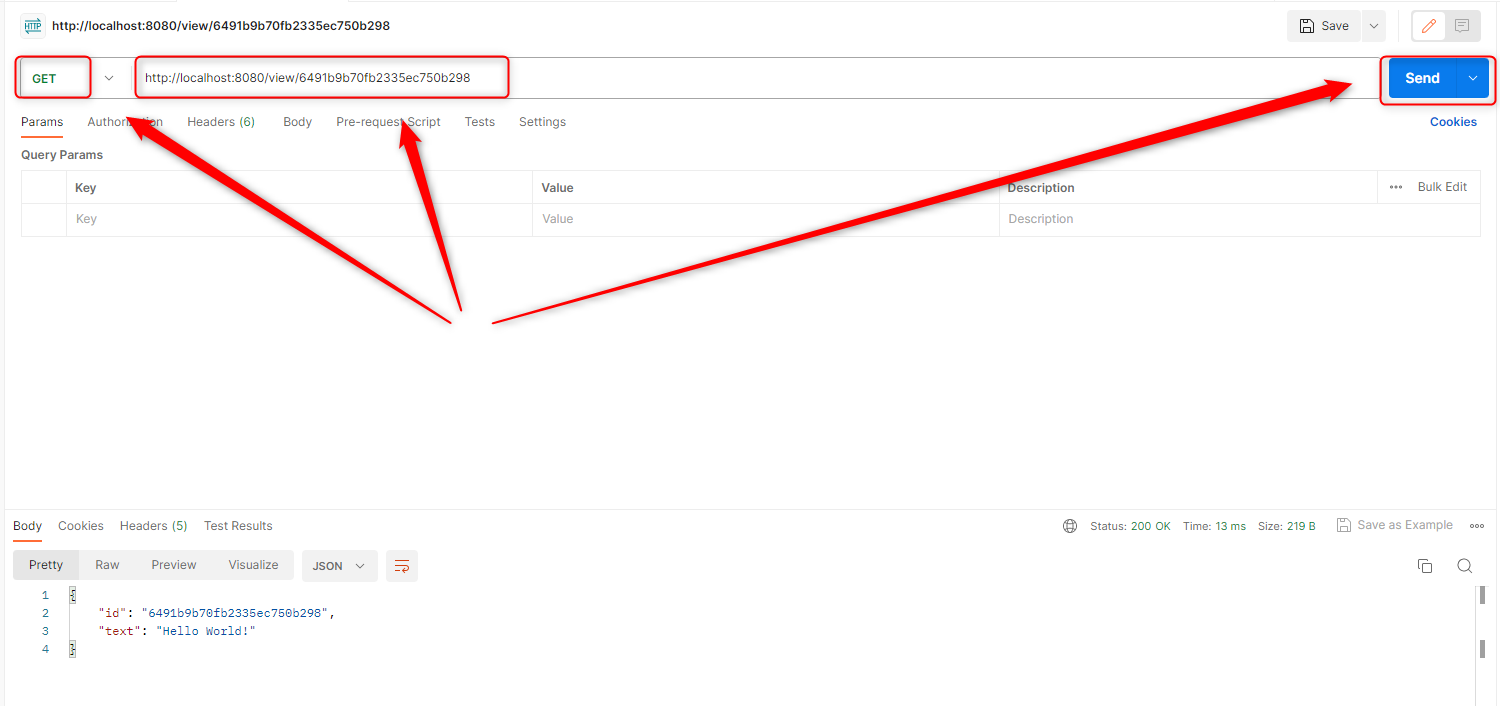 HTTP http://localhost:8080/view/6491b9b70fb2335ec750b298 Save
GET http://localhost:8080/view/6491b9b70fb2335ec750b298 Send
Params Authorization Headers (6) Body Pre-request Script Tests Settings Cookies
Query Params
Key Value Description Bulk Edit
Key Value Description
Body Cookies Headers (5) Test Results Status: 200 OK Time: 13 ms Size: 219 B Save as Example
Pretty Raw Preview Visualize JSON
1 {
2 "id": "6491b9b70fb2335ec750b298",
3 "text": "Hello World!"
4 }